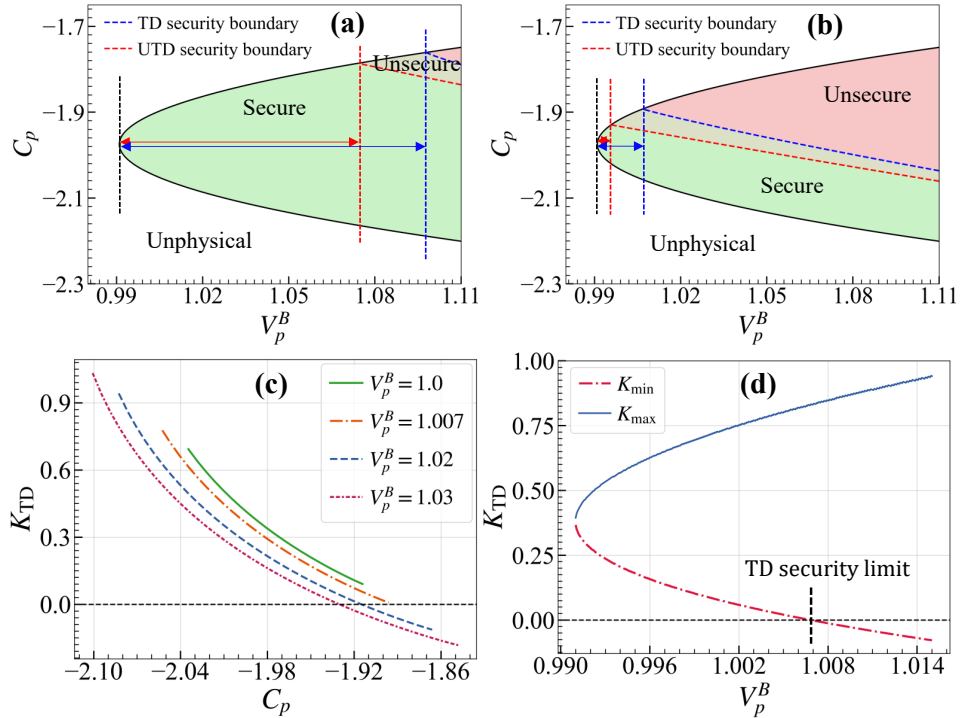 (a)
TD security boundary
UTD security boundary
Unsecure
Secure
Unphysical
−1.7
−1.9
−2.1
−2.3
C_p
0.99 1.02 1.05 1.08 1.11
V_p^B
(b)
TD security boundary
UTD security boundary
Unsecure
Secure
Unphysical
−1.7
−1.9
−2.1
−2.3
C_p
0.99 1.02 1.05 1.08 1.11
V_p^B
(c)
V_p^B = 1.0
V_p^B = 1.007
V_p^B = 1.02
V_p^B = 1.03
0.9
0.6
0.3
0.0
K_TD
−2.10 −2.04 −1.98 −1.92 −1.86
C_p
(d)
K_min
K_max
TD security limit
1.00
0.75
0.50
0.25
0.00
K_TD
0.990 0.996 1.002 1.008 1.014
V_p^B